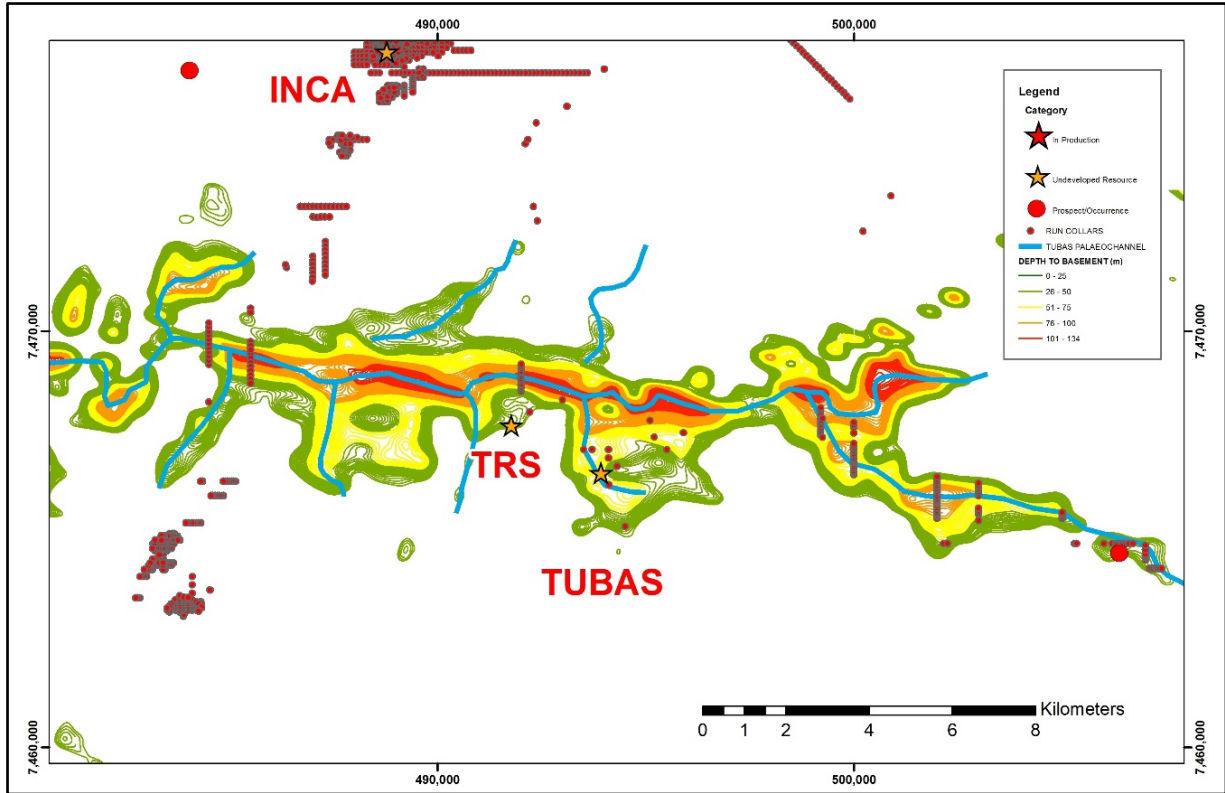 490,000
500,000
INCA
Legend
Category
In Production
Undeveloped Resource
Prospect/Occurrence
RUN COLLARS
TUBAS PALAEOCHANNEL
DEPTH TO BASEMENT (m)
0 - 25
26 - 50
51 - 75
76 - 100
101 - 134
7,470,000
7,470,000
TRS
TUBAS
Kilometers
0 1 2 4 6 8
7,460,000
7,460,000
490,000
500,000